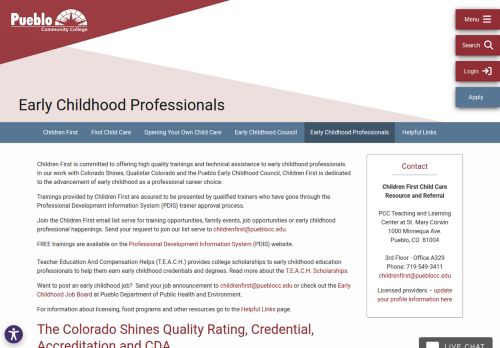 Pueblo
Community College
MENU
Search
Login
Apply
Early Childhood Professionals
Children First
Find Child Care
Opening Your Own Child Care
Early Childhood Council
Early Childhood Professionals
Helpful Links
Children First is committed to offering high quality trainings and technical assistance to early childhood professionals.
In our work with Colorado Shines, Qualistar Colorado and the Pueblo Early Childhood Council, Children First is
dedicated to the advancement of early childhood as a professional career choice.
Trainings provided by Children First are assured to be presented by qualified trainers who have gone through the
Professional Development Information System (PDIS) trainer approval process.
Join the Children First email list serve for training opportunities, family events, job opportunities or early childhood
professional happenings. Send your request to join our list serve to childrenfirst@pueblocc.edu
FREE trainings are available on the Professional Development Information System (PDIS) website.
Teacher Education And Compensation Helps (T.E.A.C.H.) provides college scholarships to early childhood education
professionals to help them earn early childhood credentials and degrees. Read more about the T.E.A.C.H. Scholarships.
Want to post an early childhood job? Send your job announcement to childrenfirst@pueblocc.edu or check out the Early
Childhood Job Board at Pueblo Department of Public Health and Environment.
For information about licensing, food programs and other resources go to the Helpful Links page.
The Colorado Shines Quality Rating, Credential,
Accreditation and CDA
Contact
Children First Child Care
Resource and Referral
PCC Teaching and Learning
Center at St. Mary Corwin
1000 Minnequa Ave.
Pueblo, CO 81004
3rd Floor - Office A329
Phone: 719-549-3411
childrenfirst@pueblocc.edu
Licensed providers – update
your profile information here
LIVE CHAT